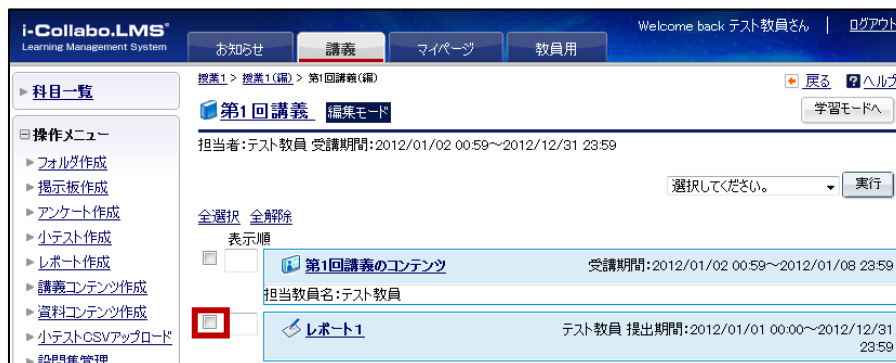 i-Collabo.LMS
Learning Management System
Welcome back テスト教員さん | ログアウト
お知らせ 講義 マイページ 教員用
科目一覧
操作メニュー
フォルダ作成
掲示板作成
アンケート作成
小テスト作成
レポート作成
講義コンテンツ作成
資料コンテンツ作成
小テストCSVアップロード
設問集管理
授業1 > 授業1(編) > 第1回講義(編)
戻る ヘルプ
第1回講義 編集モード
学習モードへ
担当者:テスト教員 受講期間:2012/01/02 00:59～2012/12/31 23:59
選択してください。 実行
全選択 全解除
表示順
第1回講義のコンテンツ 受講期間:2012/01/02 00:59～2012/01/08 23:59
担当教員名:テスト教員
レポート1 テスト教員 提出期間:2012/01/01 00:00～2012/12/31
23:59